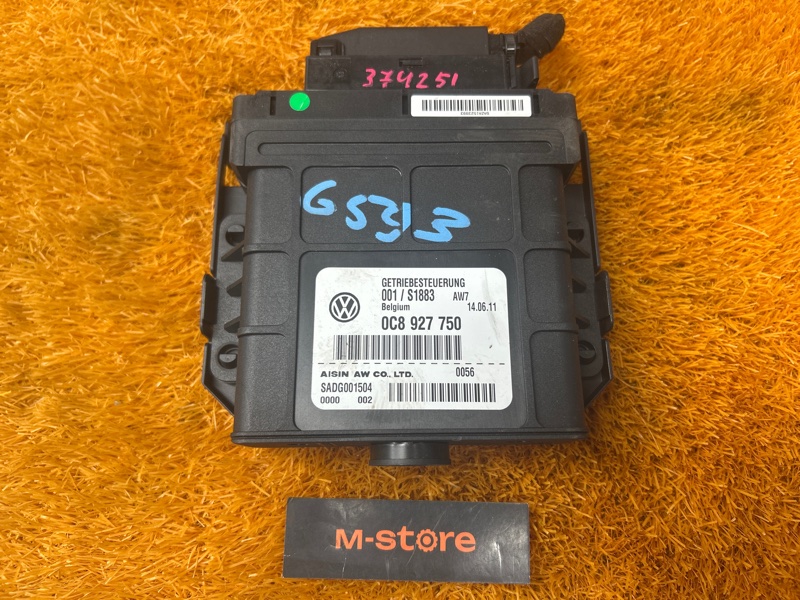 374251
6593
GETRIEBESTEUERUNG
001 / S1883 AW7
Belgium 14.06.11
0C8 927 750
AISIN AW CO., LTD. 0056
SADG001504
0000 002
M-store